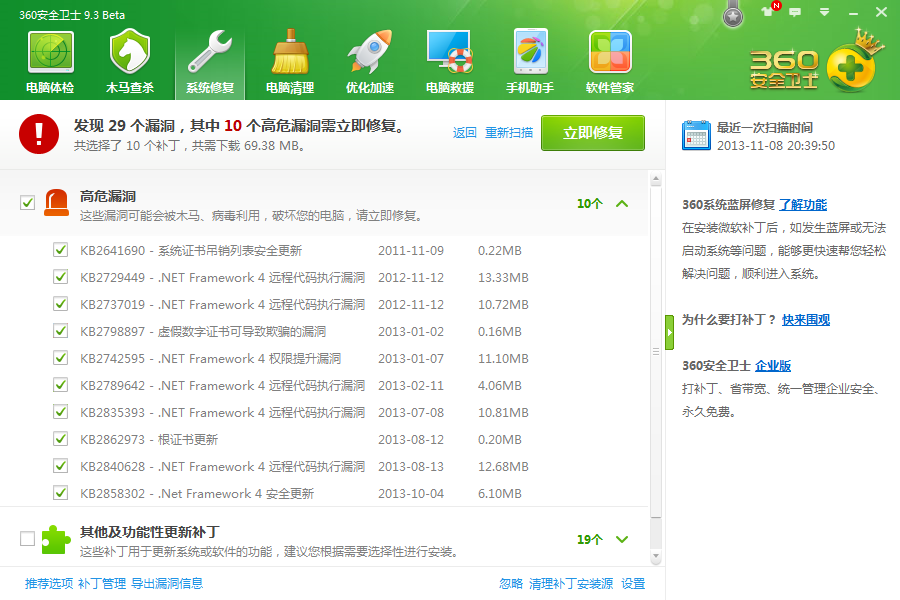 360安全卫士 9.3 Beta
N
电脑体检 木马查杀 系统修复 电脑清理 优化加速 电脑救援 手机助手 软件管家
360
安全卫士
发现 29 个漏洞，其中 10 个高危漏洞需立即修复。
共选择了 10 个补丁，共需下载 69.38 MB。
返回 重新扫描 立即修复
高危漏洞
这些漏洞可能会被木马、病毒利用，破坏您的电脑，请立即修复。
10个
KB2641690 - 系统证书吊销列表安全更新 2011-11-09 0.22MB
KB2729449 - .NET Framework 4 远程代码执行漏洞 2012-11-12 13.33MB
KB2737019 - .NET Framework 4 远程代码执行漏洞 2012-11-12 10.72MB
KB2798897 - 虚假数字证书可导致欺骗的漏洞 2013-01-02 0.16MB
KB2742595 - .NET Framework 4 权限提升漏洞 2013-01-07 11.10MB
KB2789642 - .NET Framework 4 远程代码执行漏洞 2013-02-11 4.06MB
KB2835393 - .NET Framework 4 远程代码执行漏洞 2013-07-08 10.81MB
KB2862973 - 根证书更新 2013-08-12 0.20MB
KB2840628 - .NET Framework 4 远程代码执行漏洞 2013-08-13 12.68MB
KB2858302 - .Net Framework 4 安全更新 2013-10-04 6.10MB
其他及功能性更新补丁
这些补丁用于更新系统或软件的功能，建议您根据需要选择性进行安装。
19个
推荐选项 补丁管理 导出漏洞信息
忽略 清理补丁安装源 设置
最近一次扫描时间
2013-11-08 20:39:50
360系统蓝屏修复 了解功能
在安装微软补丁后，如发生蓝屏或无法
启动系统等问题，能够更快速帮您轻松
解决问题，顺利进入系统。
为什么要打补丁？ 快来围观
360安全卫士 企业版
打补丁、省带宽、统一管理企业安全、
永久免费。